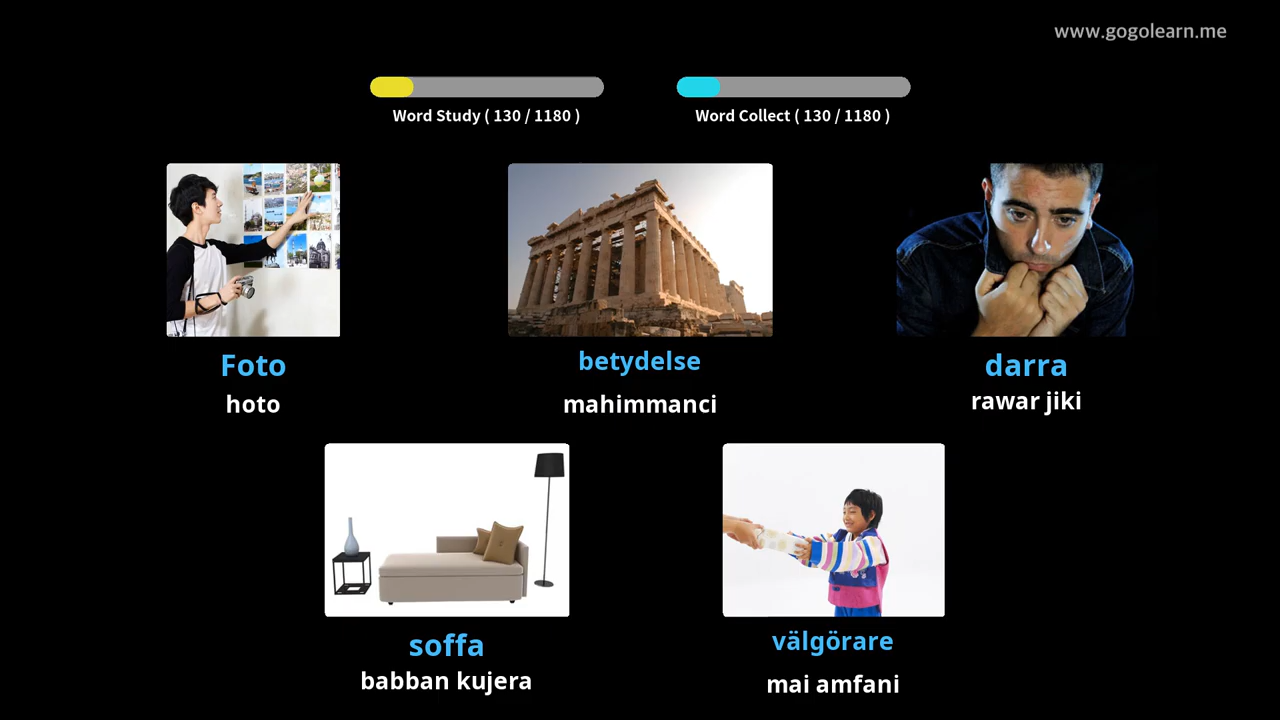 www.gogolearn.me
Word Study ( 130 / 1180 )
Word Collect ( 130 / 1180 )
Foto
hoto
betydelse
mahimmanci
darra
rawar jiki
soffa
babban kujera
välgörare
mai amfani